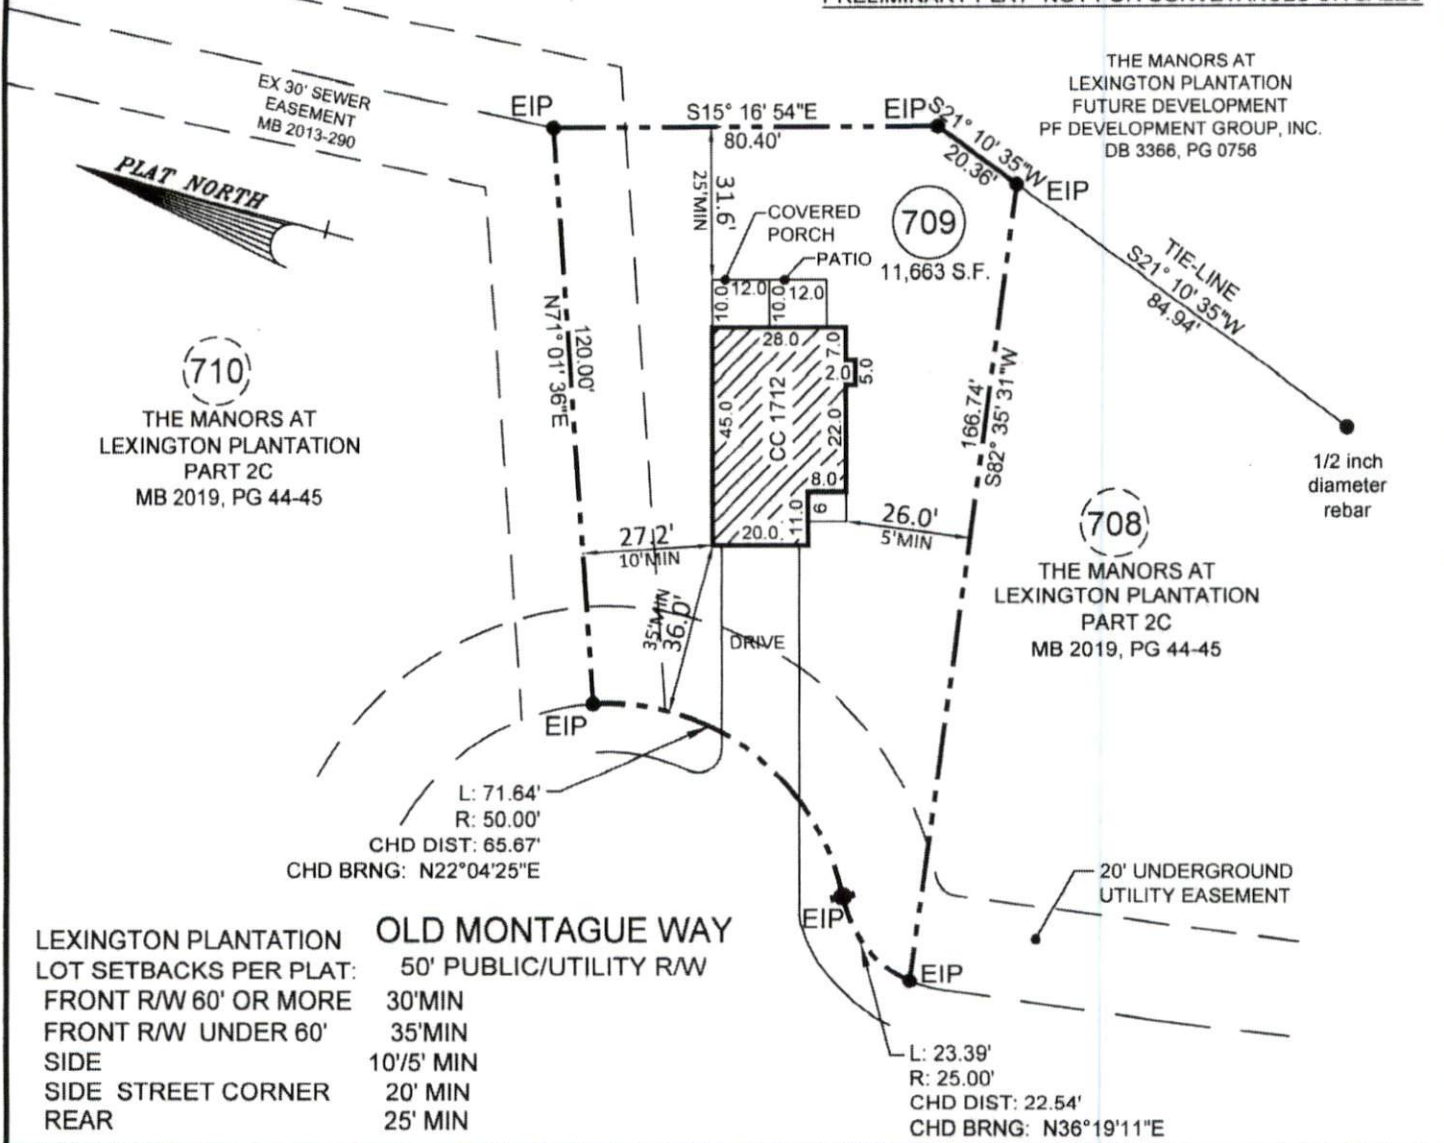 THE MANORS AT
LEXINGTON PLANTATION
FUTURE DEVELOPMENT
PF DEVELOPMENT GROUP, INC.
DB 3366, PG 0756
EX 30' SEWER
EASEMENT
MB 2013-290
EIP
S15° 16' 54"E
80.40'
EIP
S21° 10' 35"W
20.36'
EIP
PLAT NORTH
31.6'
25'MIN
COVERED
PORCH
PATIO
709
11,663 S.F.
TIE-LINE
S21° 10' 35"W
84.94'
10.0
12.0
10.0
12.0
28.0
7.0
2.0
5.0
45.0
CC 1712
22.0
8.0
6
11.0
20.0
120.00'
N71° 01' 36"E
166.74'
S82° 35' 31"W
710
THE MANORS AT
LEXINGTON PLANTATION
PART 2C
MB 2019, PG 44-45
1/2 inch
diameter
rebar
708
THE MANORS AT
LEXINGTON PLANTATION
PART 2C
MB 2019, PG 44-45
27.2'
10'MIN
26.0'
5'MIN
35'MIN
36.0'
DRIVE
EIP
L: 71.64'
R: 50.00'
CHD DIST: 65.67'
CHD BRNG: N22°04'25"E
20' UNDERGROUND
UTILITY EASEMENT
EIP
EIP
OLD MONTAGUE WAY
50' PUBLIC/UTILITY R/W
LEXINGTON PLANTATION
LOT SETBACKS PER PLAT:
FRONT R/W 60' OR MORE 30'MIN
FRONT R/W UNDER 60' 35'MIN
SIDE 10'/5' MIN
SIDE STREET CORNER 20' MIN
REAR 25' MIN
L: 23.39'
R: 25.00'
CHD DIST: 22.54'
CHD BRNG: N36°19'11"E